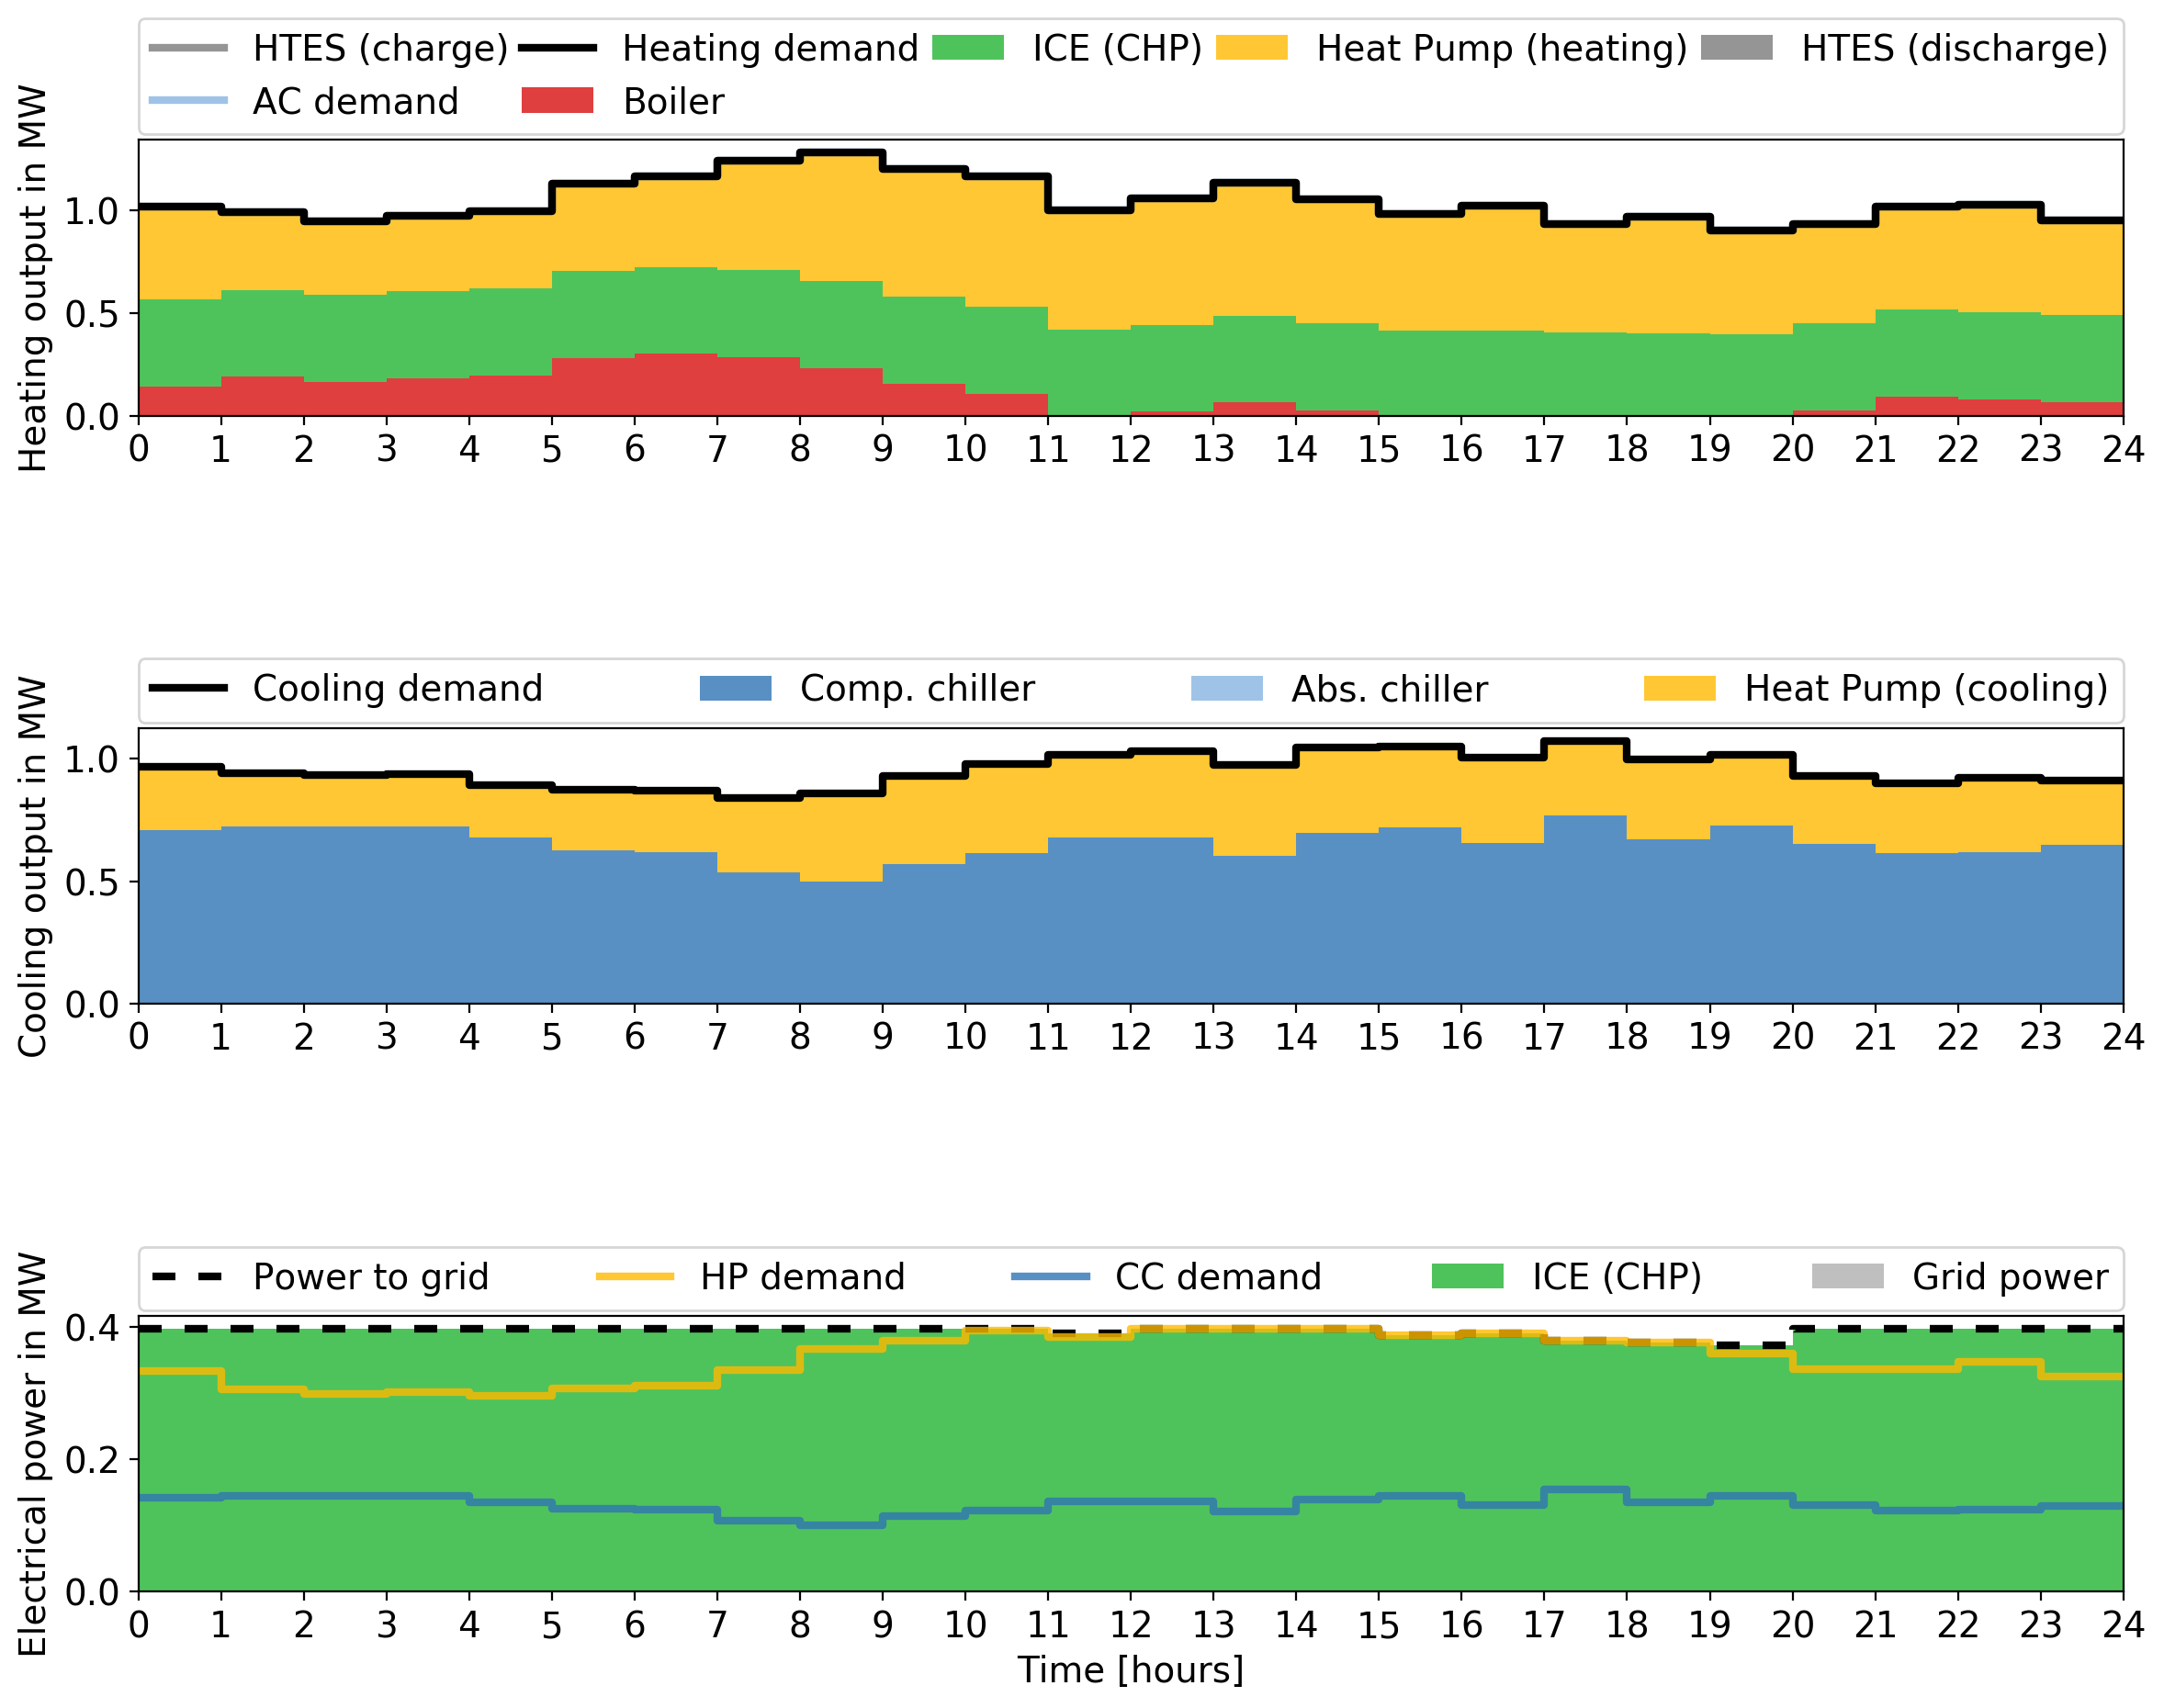 HTES (charge) Heating demand ICE (CHP) Heat Pump (heating) HTES (discharge)
AC demand Boiler
Heating output in MW
1.0
0.5
0.0
0 1 2 3 4 5 6 7 8 9 10 11 12 13 14 15 16 17 18 19 20 21 22 23 24
Cooling demand Comp. chiller Abs. chiller Heat Pump (cooling)
Cooling output in MW
1.0
0.5
0.0
0 1 2 3 4 5 6 7 8 9 10 11 12 13 14 15 16 17 18 19 20 21 22 23 24
Power to grid HP demand CC demand ICE (CHP) Grid power
Electrical power in MW
0.4
0.2
0.0
0 1 2 3 4 5 6 7 8 9 10 11 12 13 14 15 16 17 18 19 20 21 22 23 24
Time [hours]